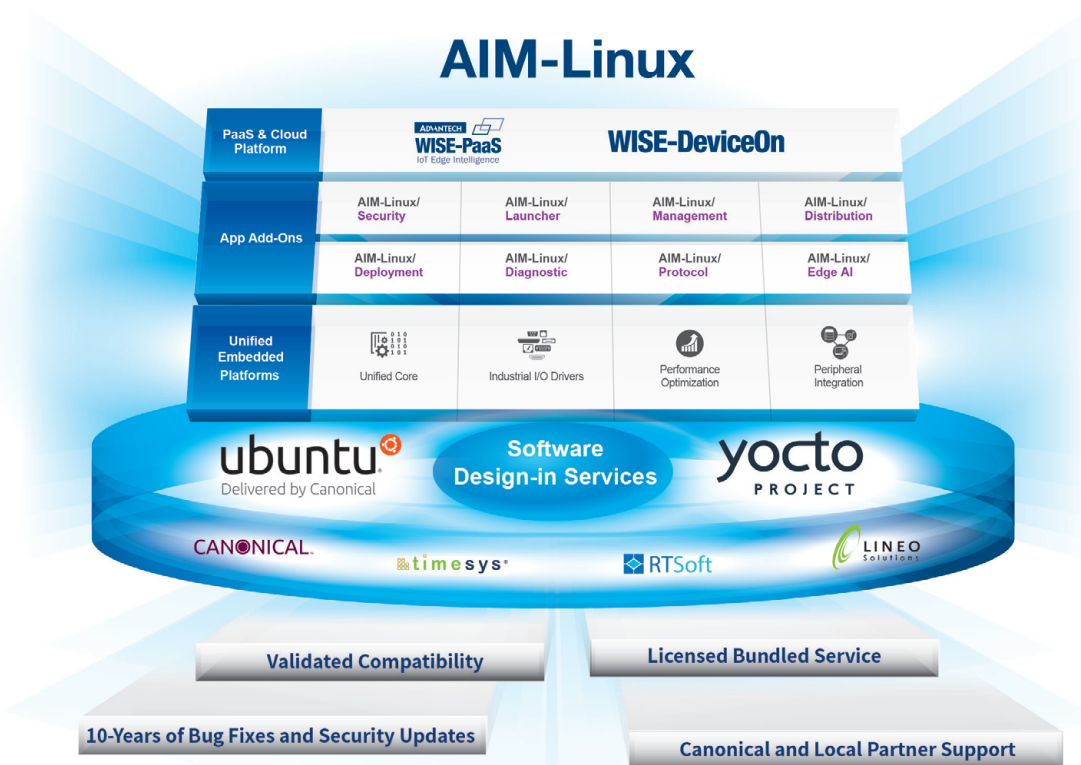 AIM-Linux
PaaS & Cloud
Platform
ADVANTECH
WISE-PaaS
IoT Edge Intelligence
WISE-DeviceOn
App Add-Ons
AIM-Linux/
Security
AIM-Linux/
Launcher
AIM-Linux/
Management
AIM-Linux/
Distribution
AIM-Linux/
Deployment
AIM-Linux/
Diagnostic
AIM-Linux/
Protocol
AIM-Linux/
Edge AI
Unified
Embedded
Platforms
010
101
010
101
Unified Core
Industrial I/O Drivers
Performance
Optimization
Peripheral
Integration
ubuntu®
Delivered by Canonical
Software
Design-in Services
yocto
PROJECT
CANONICAL
timesys®
RTSoft
LINEO
Solutions
Validated Compatibility
Licensed Bundled Service
10-Years of Bug Fixes and Security Updates
Canonical and Local Partner Support